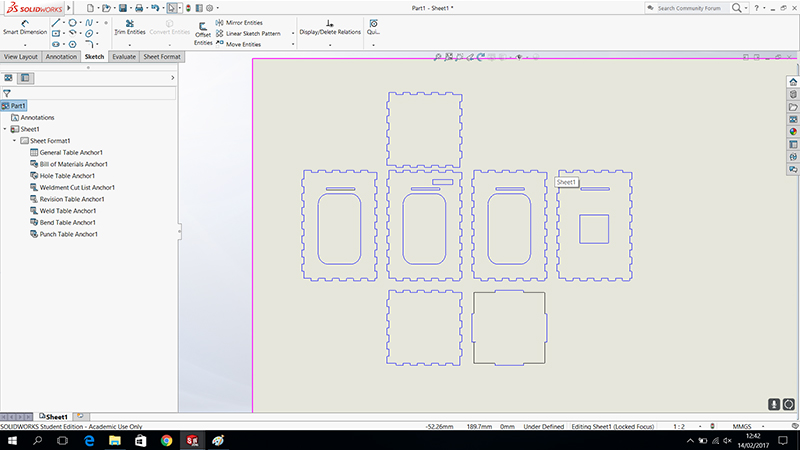 SOLIDWORKS
Part1 - Sheet1 *
Search Community Forum
Smart Dimension
Trim Entities
Convert Entities
Offset Entities
Mirror Entities
Linear Sketch Pattern
Move Entities
Display/Delete Relations
Qui...
View Layout
Annotation
Sketch
Evaluate
Sheet Format
Part1
Annotations
Sheet1
Sheet Format1
General Table Anchor1
Bill of Materials Anchor1
Hole Table Anchor1
Weldment Cut List Anchor1
Revision Table Anchor1
Weld Table Anchor1
Bend Table Anchor1
Punch Table Anchor1
Sheet1
Sheet1
SOLIDWORKS Student Edition - Academic Use Only
-52.26mm 189.7mm 0mm Under Defined Editing Sheet1 (Locked Focus) 1 : 2 MMGS
12:42
14/02/2017